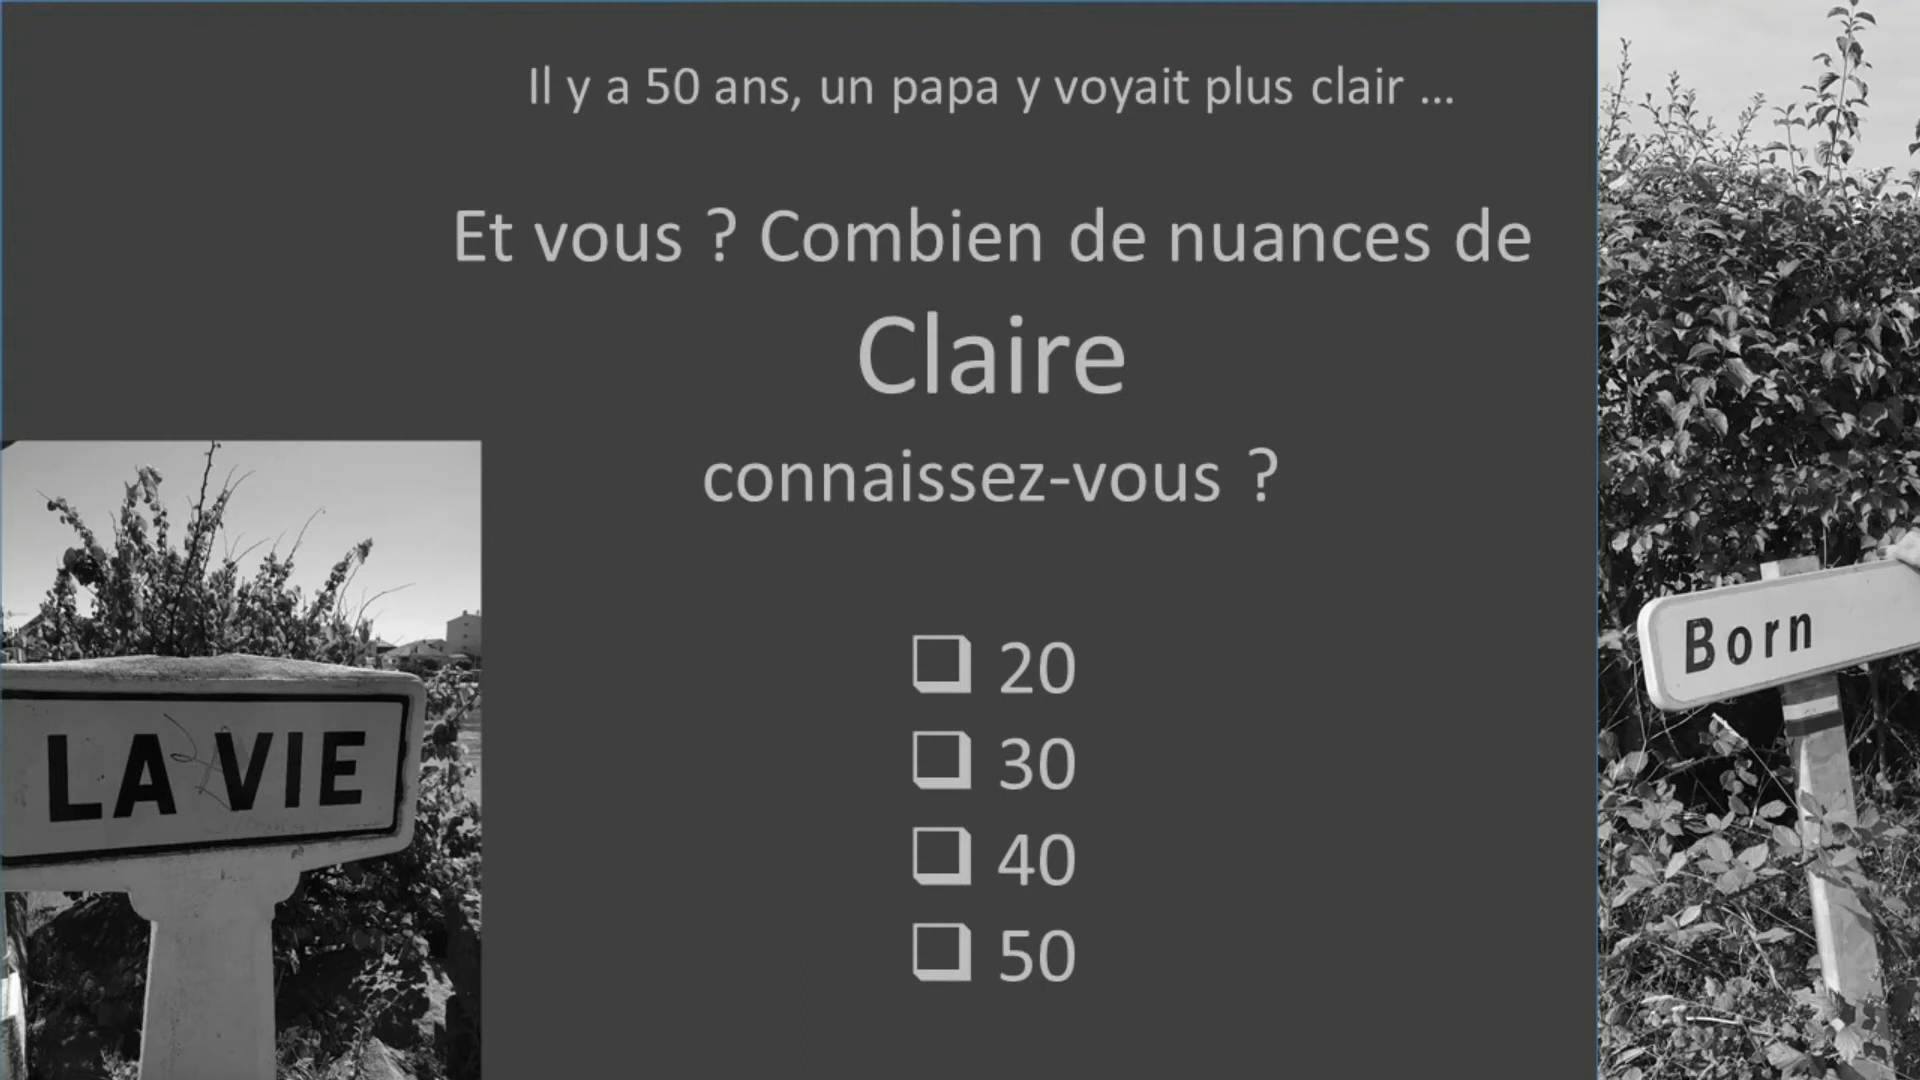 Il y a 50 ans, un papa y voyait plus clair ...
Et vous ? Combien de nuances de
Claire
connaissez-vous ?
❑ 20
❑ 30
❑ 40
❑ 50
LA VIE
Born